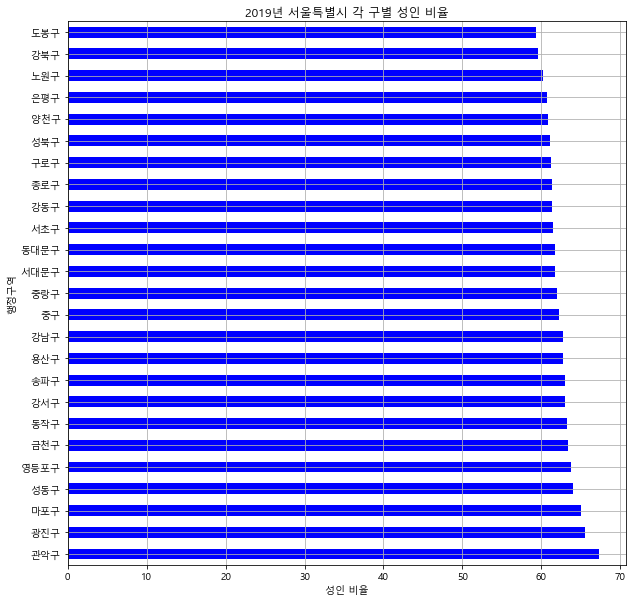 2019년 서울특별시 각 구별 성인 비율
행정구역
도봉구
강북구
노원구
은평구
양천구
성북구
구로구
종로구
강동구
서초구
동대문구
서대문구
중랑구
중구
강남구
용산구
송파구
강서구
동작구
금천구
영등포구
성동구
마포구
광진구
관악구
0 10 20 30 40 50 60 70
성인 비율